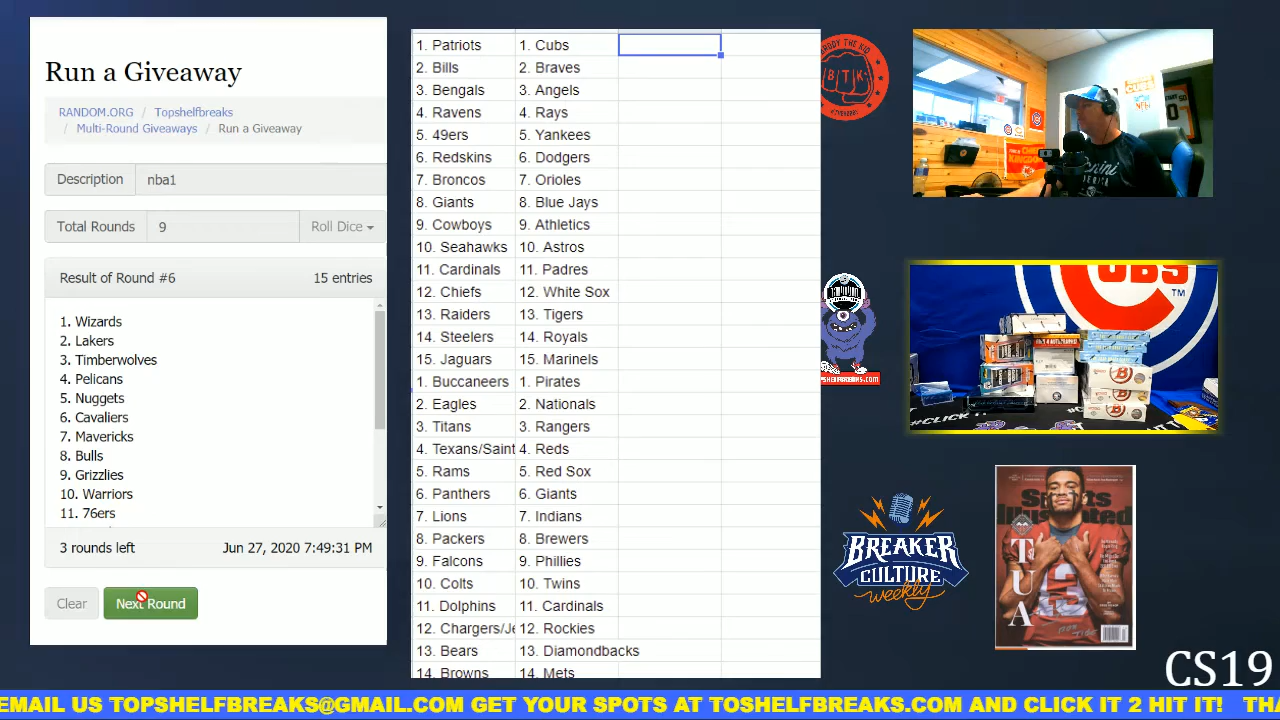 Run a Giveaway
RANDOM.ORG / Topshelfbreaks
/ Multi-Round Giveaways / Run a Giveaway
Description nba1
Total Rounds 9 Roll Dice
Result of Round #6 15 entries
1. Wizards
2. Lakers
3. Timberwolves
4. Pelicans
5. Nuggets
6. Cavaliers
7. Mavericks
8. Bulls
9. Grizzlies
10. Warriors
11. 76ers
3 rounds left Jun 27, 2020 7:49:31 PM
Clear Next Round
1. Patriots 1. Cubs
2. Bills 2. Braves
3. Bengals 3. Angels
4. Ravens 4. Rays
5. 49ers 5. Yankees
6. Redskins 6. Dodgers
7. Broncos 7. Orioles
8. Giants 8. Blue Jays
9. Cowboys 9. Athletics
10. Seahawks 10. Astros
11. Cardinals 11. Padres
12. Chiefs 12. White Sox
13. Raiders 13. Tigers
14. Steelers 14. Royals
15. Jaguars 15. Marinels
1. Buccaneers 1. Pirates
2. Eagles 2. Nationals
3. Titans 3. Rangers
4. Texans/Saint 4. Reds
5. Rams 5. Red Sox
6. Panthers 6. Giants
7. Lions 7. Indians
8. Packers 8. Brewers
9. Falcons 9. Phillies
10. Colts 10. Twins
11. Dolphins 11. Cardinals
12. Chargers/Je 12. Rockies
13. Bears 13. Diamondbacks
14. Browns 14. Mets
BTK
CUBS
TM
BREAKER
CULTURE
weekly
Sports
Illustrated
TUA
13
CS19
EMAIL US TOPSHELFBREAKS@GMAIL.COM GET YOUR SPOTS AT TOSHELFBREAKS.COM AND CLICK IT 2 HIT IT! THA